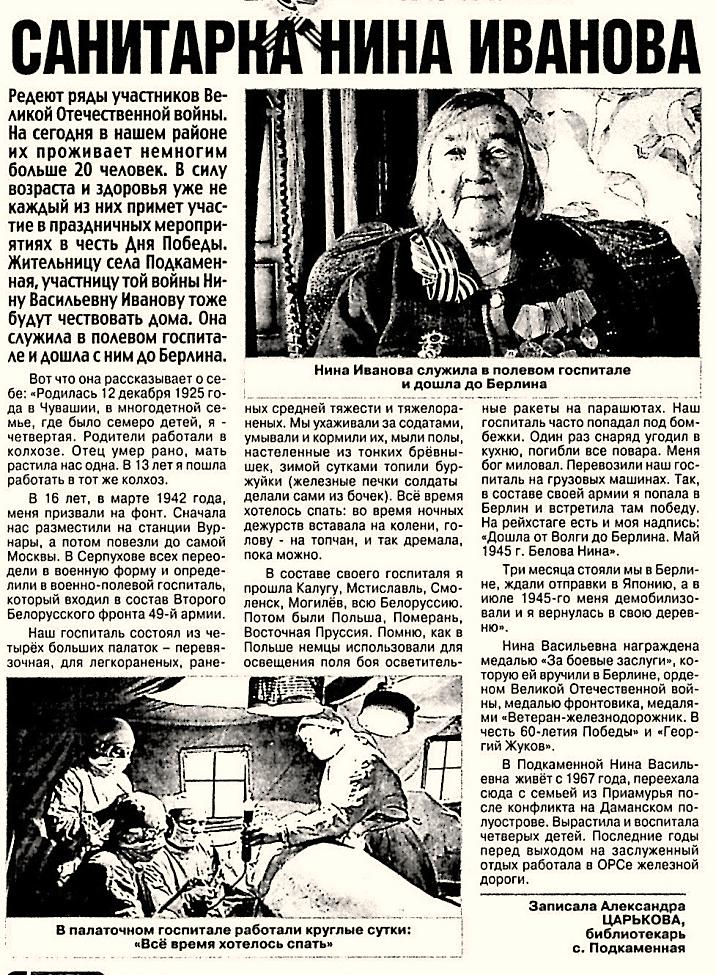 САНИТАРКА НИНА ИВАНОВА
Редеют ряды участников Ве-
ликой Отечественной войны.
На сегодня в нашем районе
их проживает немногим
больше 20 человек. В силу
возраста и здоровья уже не
каждый из них примет учас-
тие в праздничных меропри-
ятиях в честь Дня Победы.
Жительницу села Подкамен-
ная, участницу той войны Ни-
ну Васильевну Иванову тоже
будут чествовать дома. Она
служила в полевом госпита-
ле и дошла с ним до Берлина.
Нина Иванова служила в полевом госпитале
и дошла до Берлина
Вот что она рассказывает о се-
бе: «Родилась 12 декабря 1925 го-
да в Чувашии, в многодетной се-
мье, где было семеро детей, я -
четвертая. Родители работали в
колхозе. Отец умер рано, мать
растила нас одна. В 13 лет я пошла
работать в тот же колхоз.
В 16 лет, в марте 1942 года,
меня призвали на фонт. Сначала
нас разместили на станции Вур-
нары, а потом повезли до самой
Москвы. В Серпухове всех перео-
дели в военную форму и опреде-
лили в военно-полевой госпиталь,
который входил в состав Второго
Белорусского фронта 49-й армии.
Наш госпиталь состоял из че-
тырёх больших палаток – перевя-
зочная, для легкораненых, ране-
ных средней тяжести и тяжелора-
неных. Мы ухаживали за содатами,
умывали и кормили их, мыли полы,
настеленные из тонких брёвны-
шек, зимой сутками топили бур-
жуйки (железные печки солдаты
делали сами из бочек). Всё время
хотелось спать: во время ночных
дежурств вставала на колени, го-
лову - на топчан, и так дремала,
пока можно.
В составе своего госпиталя я
прошла Калугу, Мстиславль, Смо-
ленск, Могилёв, всю Белоруссию.
Потом были Польша, Померань,
Восточная Пруссия. Помню, как в
Польше немцы использовали для
освещения поля боя осветитель-
ные ракеты на парашютах. Наш
госпиталь часто попадал под бом-
бежки. Один раз снаряд угодил в
кухню, погибли все повара. Меня
бог миловал. Перевозили наш гос-
питаль на грузовых машинах. Так,
в составе своей армии я попала в
Берлин и встретила там победу.
На рейхстаге есть и моя надпись:
«Дошла от Волги до Берлина. Май
1945 г. Белова Нина».
Три месяца стояли мы в Берли-
не, ждали отправки в Японию, а в
июле 1945-го меня демобилизо-
вали и я вернулась в свою дерев-
ню».
Нина Васильевна награждена
медалью «За боевые заслуги», ко-
торую ей вручили в Берлине, орде-
ном Великой Отечественной вой-
ны, медалью фронтовика, медаля-
ми «Ветеран-железнодорожник. В
честь 60-летия Победы» и «Геор-
гий Жуков».
В Подкаменной Нина Василь-
евна живёт с 1967 года, переехала
сюда с семьей из Приамурья по-
сле конфликта на Даманском по-
луострове. Вырастила и воспитала
четверых детей. Последние годы
перед выходом на заслуженный
отдых работала в ОРСе железной
дороги.
Записала Александра
ЦАРЬКОВА,
библиотекарь
с. Подкаменная
В палаточном госпитале работали круглые сутки:
«Всё время хотелось спать»